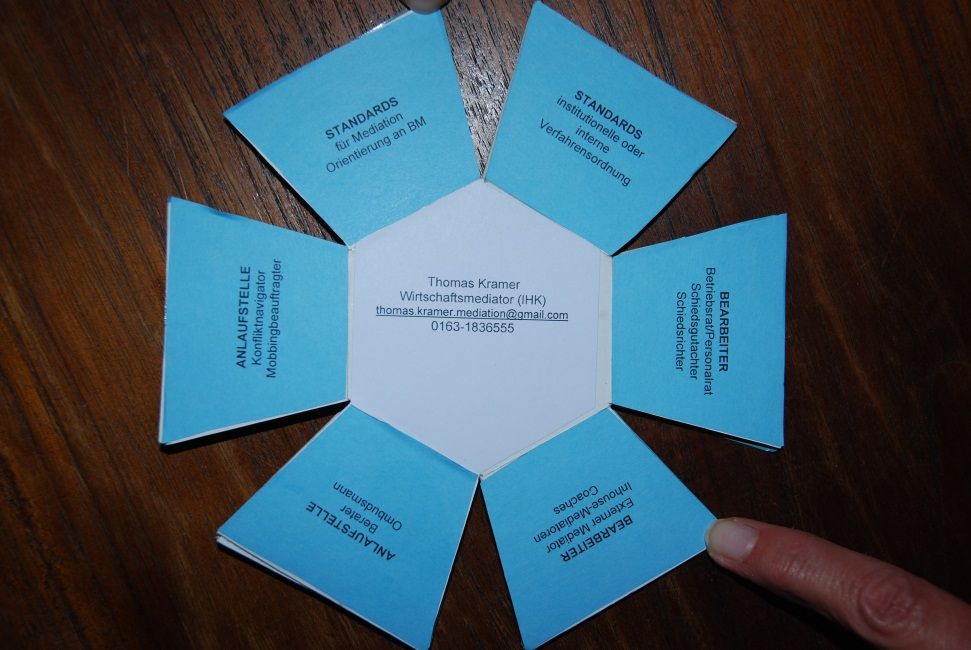 STANDARDS
für Mediation
Orientierung an BM
STANDARDS
institutionelle oder
interne
Verfahrensordnung
ANLAUFSTELLE
Konfliktnavigator
Mobbingbeauftragter
Thomas Kramer
Wirtschaftsmediator (IHK)
thomas.kramer.mediation@gmail.com
0163-1836555
BEARBEITER
Betriebsrat/Personalrat
Schiedsgutachter
Schiedsrichter
ANLAUFSTELLE
Berater
Ombudsmann
BEARBEITER
Externer Mediator
Inhouse-Mediatoren
Coaches